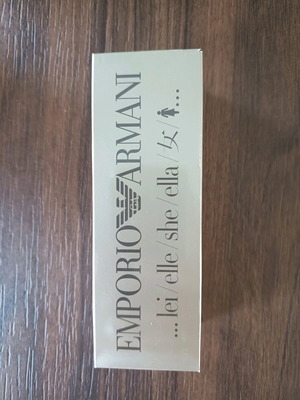 EMPORIO ARMANI
... lei/elle/she/ella/女/...